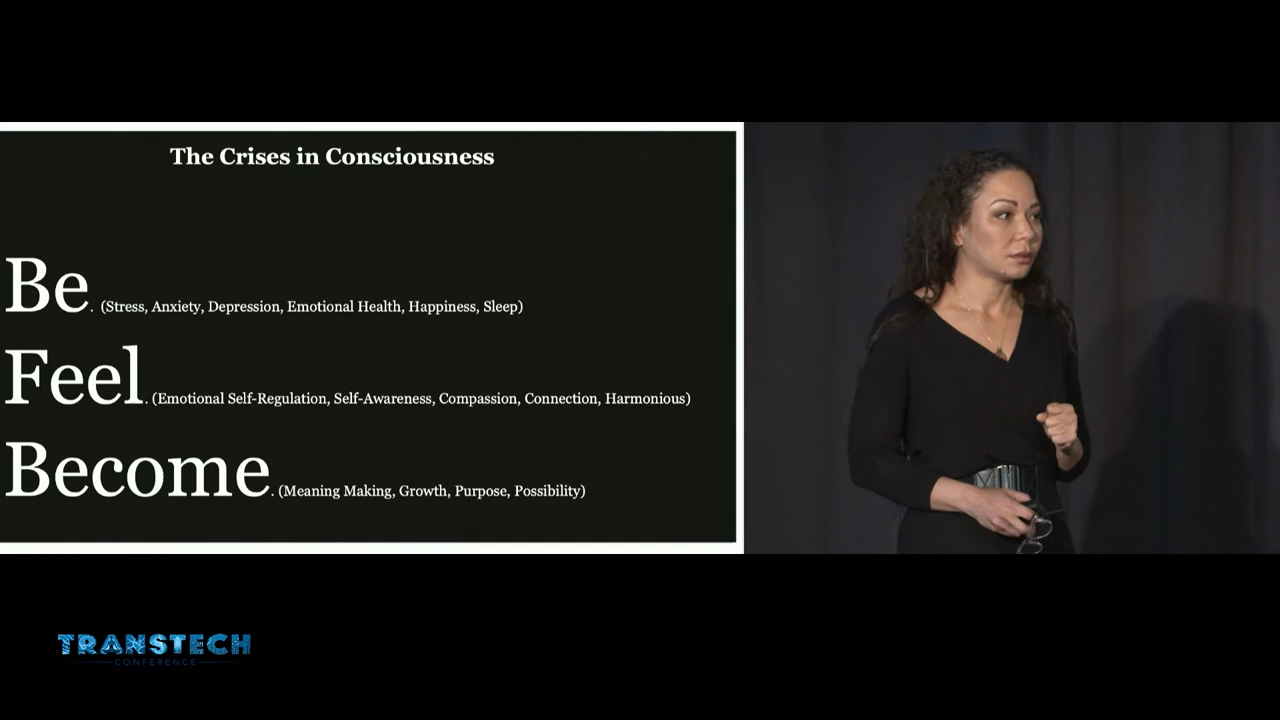 The Crises in Consciousness
Be. (Stress, Anxiety, Depression, Emotional Health, Happiness, Sleep)
Feel. (Emotional Self-Regulation, Self-Awareness, Compassion, Connection, Harmonious)
Become. (Meaning Making, Growth, Purpose, Possibility)
TRANSTECH
CONFERENCE